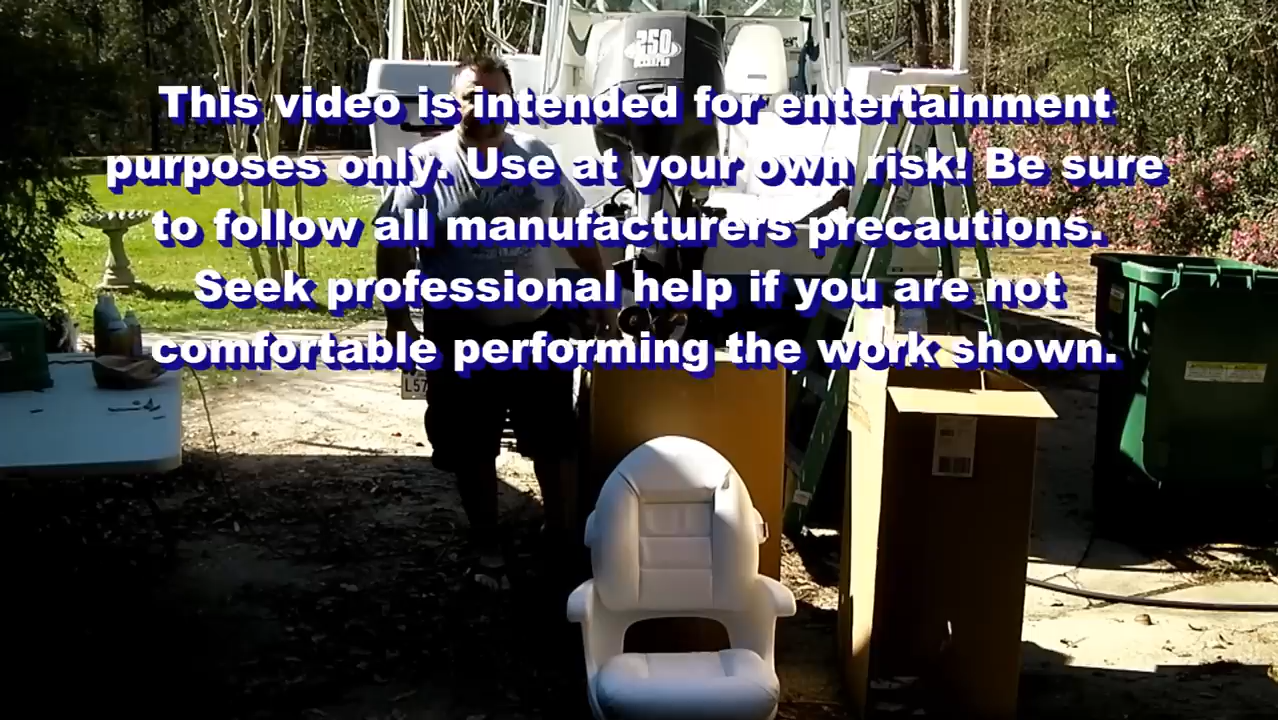 250
This video is intended for entertainment
purposes only. Use at your own risk! Be sure
to follow all manufacturers precautions.
Seek professional help if you are not
comfortable performing the work shown.
L57